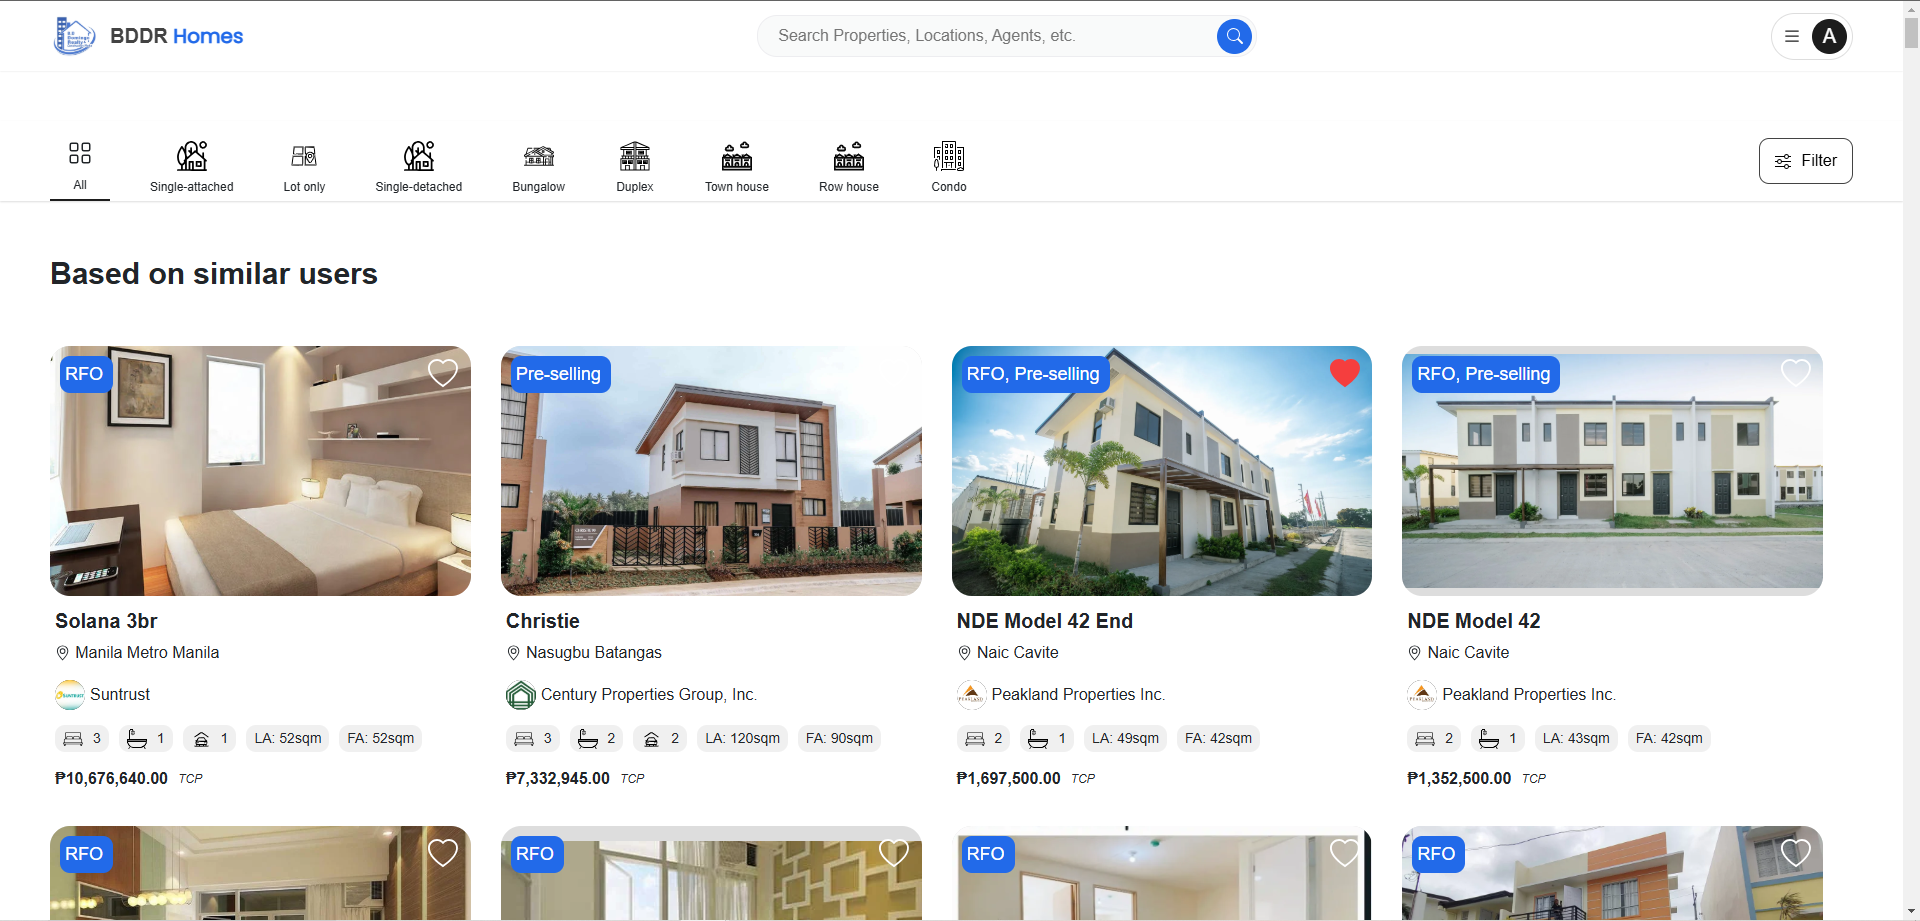 BDDR Homes
Search Properties, Locations, Agents, etc.
A
All
Single-attached
Lot only
Single-detached
Bungalow
Duplex
Town house
Row house
Condo
Filter
Based on similar users
RFO
Pre-selling
RFO, Pre-selling
RFO, Pre-selling
Solana 3br
Manila Metro Manila
Suntrust
3 1 1 LA: 52sqm FA: 52sqm
₱10,676,640.00 TCP
Christie
Nasugbu Batangas
Century Properties Group, Inc.
3 2 2 LA: 120sqm FA: 90sqm
₱7,332,945.00 TCP
NDE Model 42 End
Naic Cavite
Peakland Properties Inc.
2 1 LA: 49sqm FA: 42sqm
₱1,697,500.00 TCP
NDE Model 42
Naic Cavite
Peakland Properties Inc.
2 1 LA: 43sqm FA: 42sqm
₱1,352,500.00 TCP
RFO
RFO
RFO
RFO